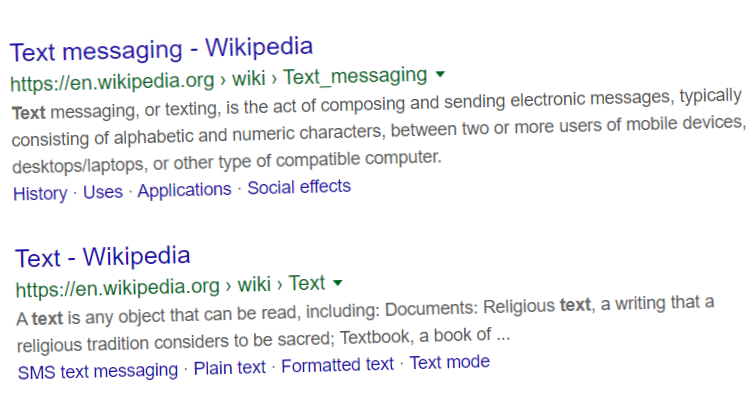 Text messaging - Wikipedia
https://en.wikipedia.org › wiki › Text_messaging
Text messaging, or texting, is the act of composing and sending electronic messages, typically
consisting of alphabetic and numeric characters, between two or more users of mobile devices,
desktops/laptops, or other type of compatible computer.
History · Uses · Applications · Social effects
Text - Wikipedia
https://en.wikipedia.org › wiki › Text
A text is any object that can be read, including: Documents: Religious text, a writing that a
religious tradition considers to be sacred; Textbook, a book of ...
SMS text messaging · Plain text · Formatted text · Text mode